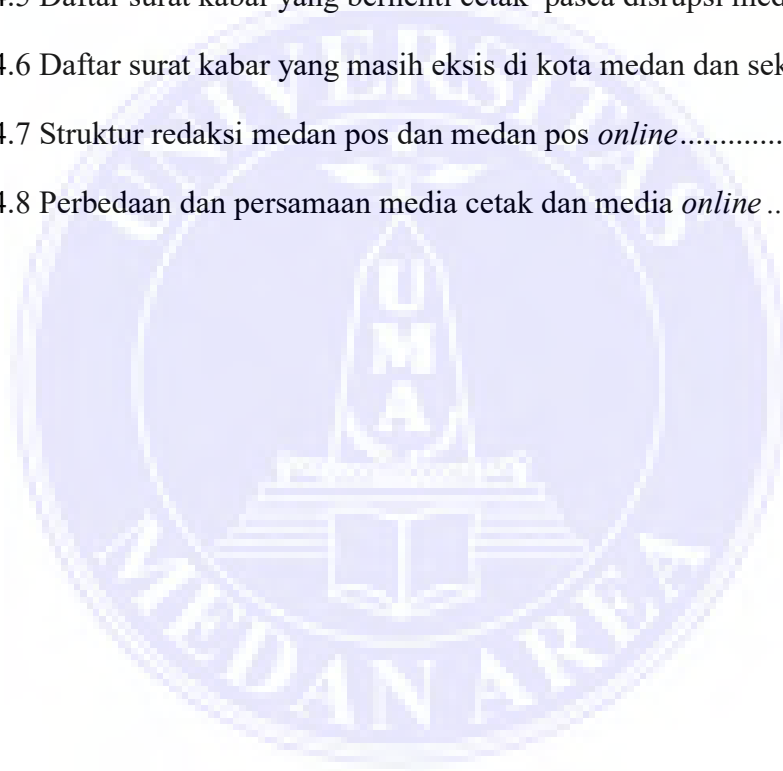 4.5 Daftar surat kabar yang berhenti cetak pasca disrupsi med
4.6 Daftar surat kabar yang masih eksis di kota medan dan sek
4.7 Struktur redaksi medan pos dan medan pos online..............
4.8 Perbedaan dan persamaan media cetak dan media online ...
UNIVERSITAS
UMA
MEDAN AREA